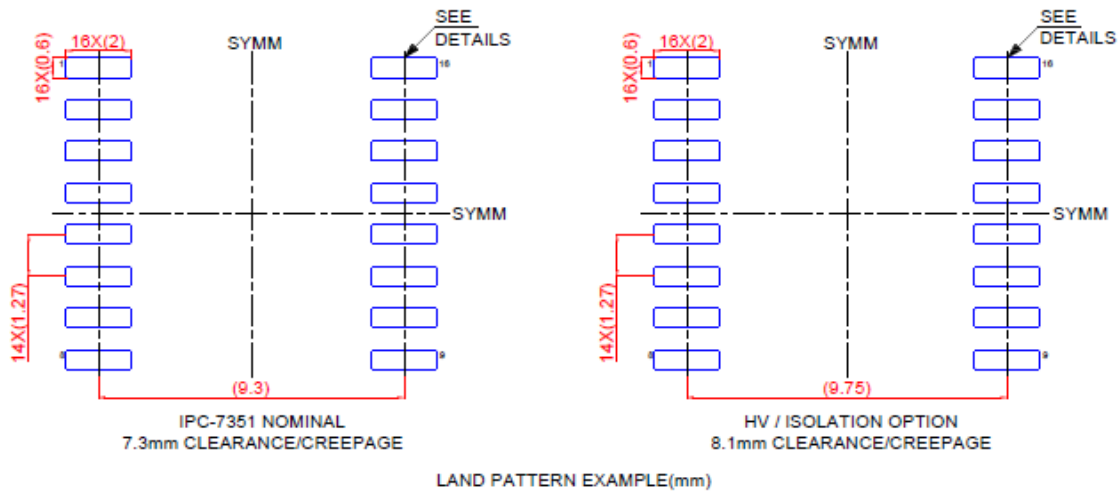 SEE
DETAILS
16X(2)
SYMM
1
16
16X(0.6)
SYMM
14X(1.27)
8
9
(9.3)
IPC-7351 NOMINAL
7.3mm CLEARANCE/CREEPAGE
SEE
DETAILS
16X(2)
SYMM
1
16
16X(0.6)
SYMM
14X(1.27)
8
9
(9.75)
HV / ISOLATION OPTION
8.1mm CLEARANCE/CREEPAGE
LAND PATTERN EXAMPLE(mm)